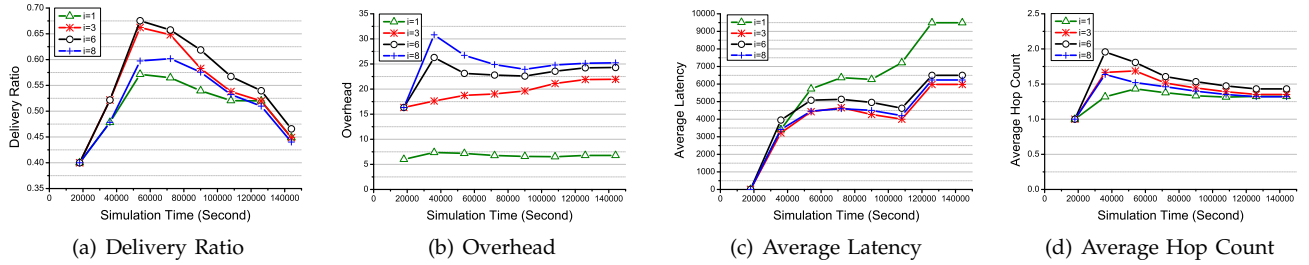 0.70
0.65
0.60
0.55
0.50
0.45
0.40
0.35
Delivery Ratio
i=1
i=3
i=6
i=8
0 20000 40000 60000 80000 100000 120000 140000
Simulation Time (Second)
(a) Delivery Ratio
35
30
25
20
15
10
5
0
Overhead
i=1
i=3
i=6
i=8
0 20000 40000 60000 80000 100000 120000 140000
Simulation Time (Second)
(b) Overhead
10000
9000
8000
7000
6000
5000
4000
3000
2000
1000
0
Average Latency
i=1
i=3
i=6
i=8
0 20000 40000 60000 80000 100000 120000 140000
Simulation Time (Second)
(c) Average Latency
2.5
2.0
1.5
1.0
0.5
0.0
Average Hop Count
i=1
i=3
i=6
i=8
0 20000 40000 60000 80000 100000 120000 140000
Simulation Time (Second)
(d) Average Hop Count